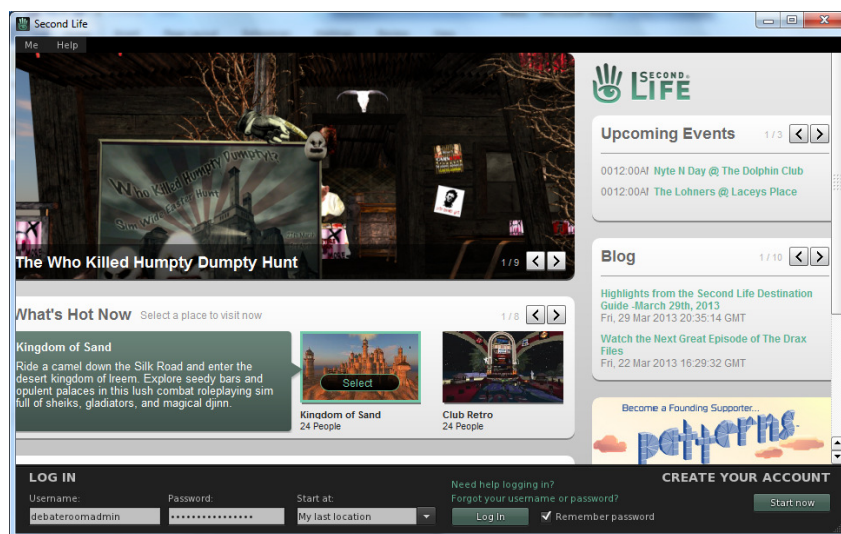 Second Life
Me Help
Who Killed Humpty Dumpty?
Sim Wide Easter Hunt
The Who Killed Humpty Dumpty Hunt
1 / 9
SECOND
LIFE
Upcoming Events
1 / 3
0012:00AM Nyte N Day @ The Dolphin Club
0012:00AM The Lohners @ Laceys Place
Blog
1 / 10
Highlights from the Second Life Destination
Guide -March 29th, 2013
Fri, 29 Mar 2013 20:35:14 GMT
Watch the Next Great Episode of The Drax
Files
Fri, 22 Mar 2013 16:29:32 GMT
What's Hot Now Select a place to visit now
1 / 8
Kingdom of Sand
Ride a camel down the Silk Road and enter the
desert kingdom of Ireem. Explore seedy bars and
opulent palaces in this lush combat roleplaying sim
full of sheiks, gladiators, and magical djinn.
Select
Kingdom of Sand
24 People
Club Retro
24 People
Become a Founding Supporter...
patterns
LOG IN
Username:
debateroomadmin
Password:
••••••••••••••••
Start at:
My last location
Need help logging in?
Forgot your username or password?
Log In
Remember password
CREATE YOUR ACCOUNT
Start now